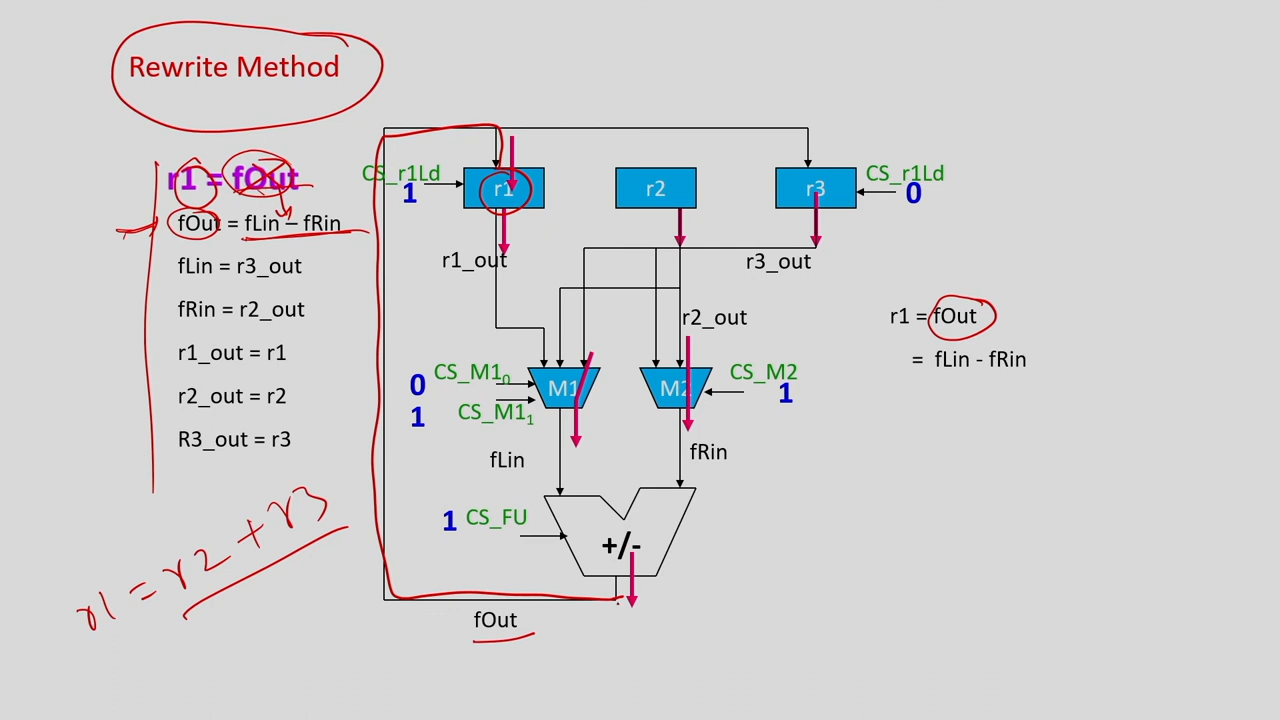 Rewrite Method
r1 = fOut
fOut = fLin – fRin
fLin = r3_out
fRin = r2_out
r1_out = r1
r2_out = r2
R3_out = r3
r1 = r2 + r3
CS_r1Ld
1
r1
r2
r3
CS_r1Ld
0
r1_out
r3_out
r2_out
0
CS_M1₀
1
CS_M1₁
M1
M2
CS_M2
1
fLin
fRin
1 CS_FU
+/-
fOut
r1 = fOut
= fLin - fRin